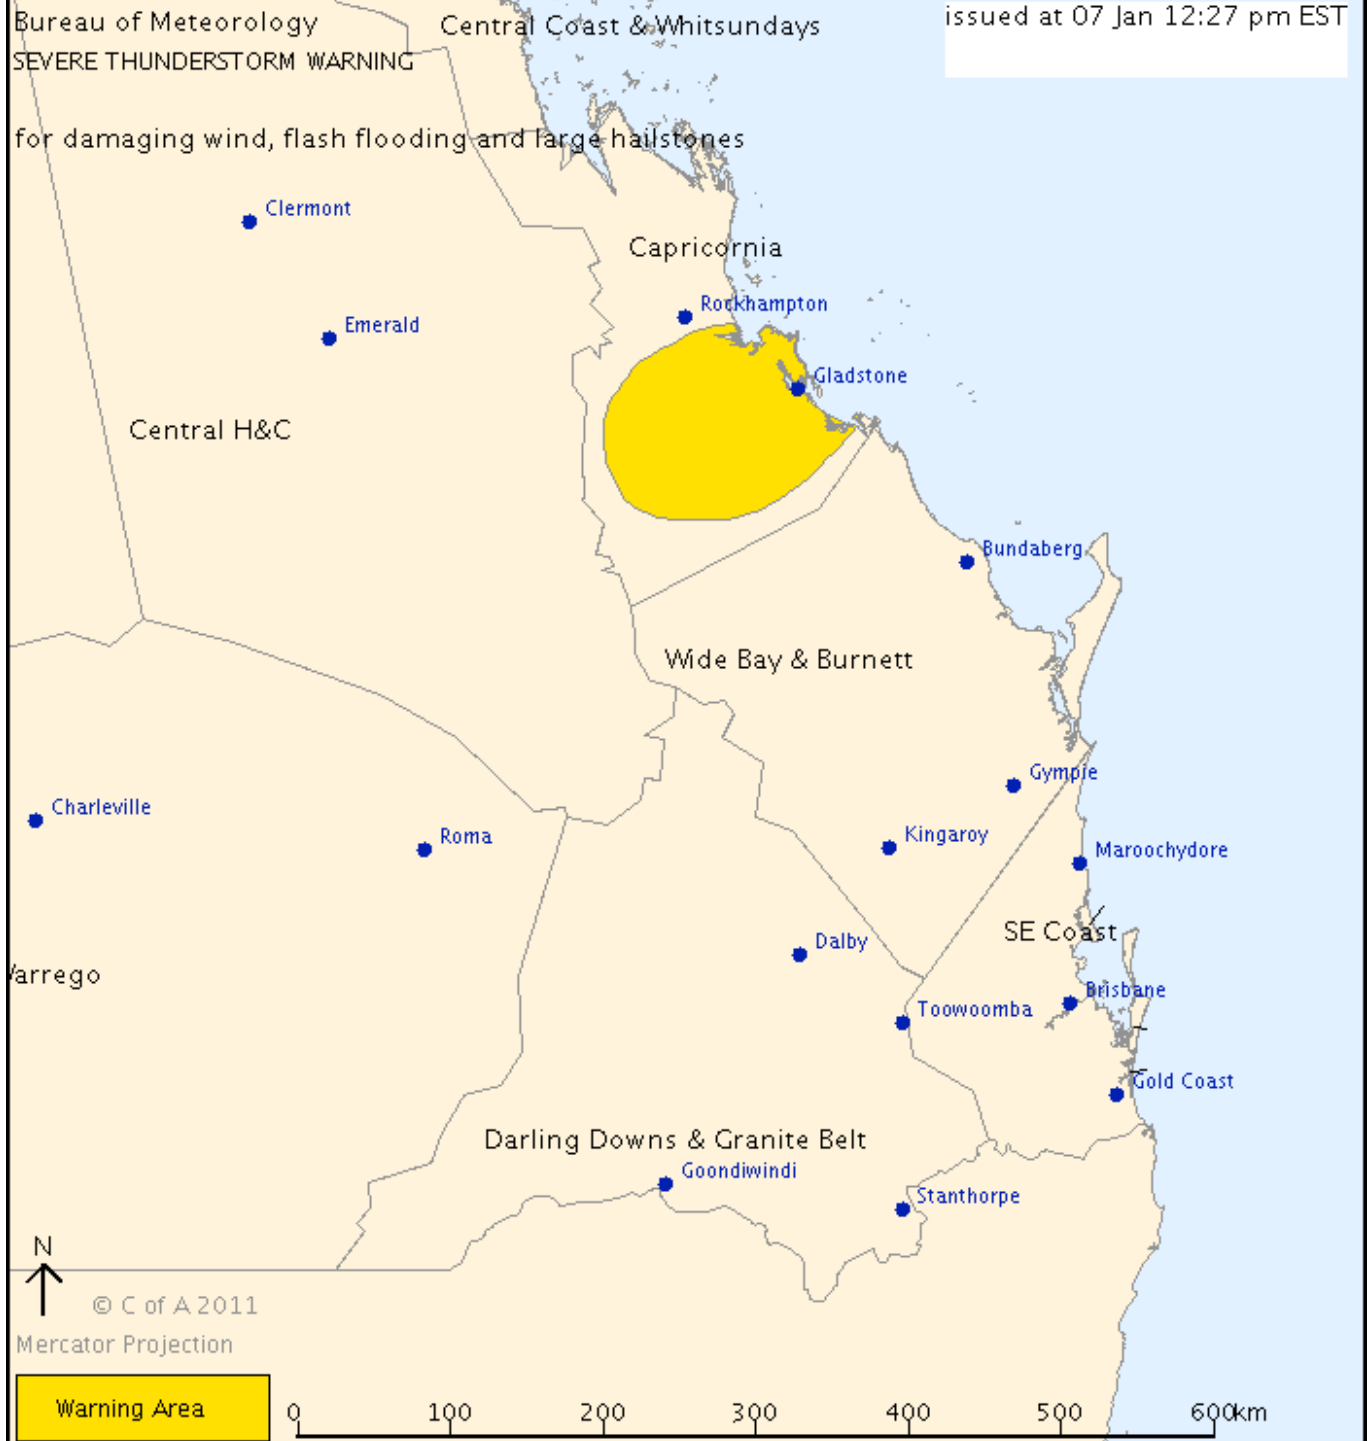 Bureau of Meteorology
Central Coast & Whitsundays
issued at 07 Jan 12:27 pm EST
SEVERE THUNDERSTORM WARNING
for damaging wind, flash flooding and large hailstones
Clermont
Capricornia
Rockhampton
Emerald
Gladstone
Central H&C
Bundaberg
Wide Bay & Burnett
Gympie
Charleville
Roma
Kingaroy
Maroochydore
SE Coast
Dalby
Warrego
Brisbane
Toowoomba
Gold Coast
Darling Downs & Granite Belt
Goondiwindi
Stanthorpe
N
© C of A 2011
Mercator Projection
Warning Area
0 100 200 300 400 500 600km